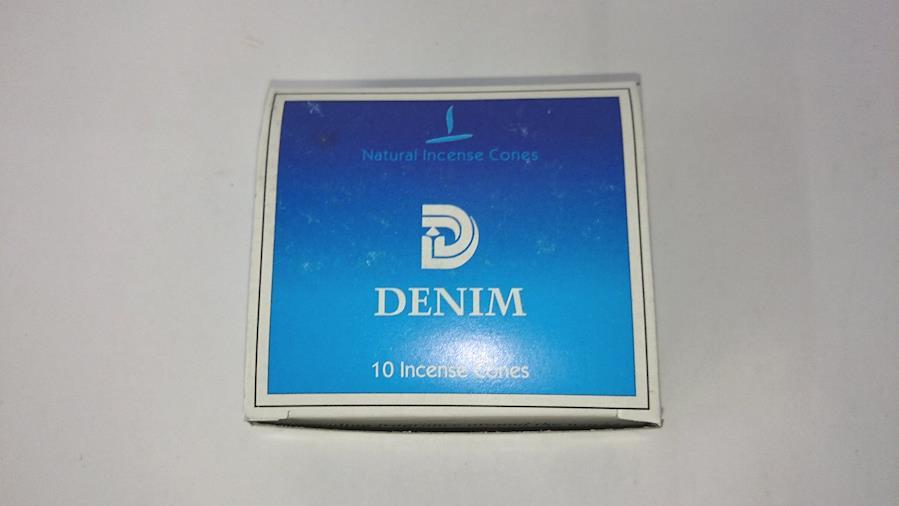 Natural Incense Cones
DENIM
10 Incense Cones